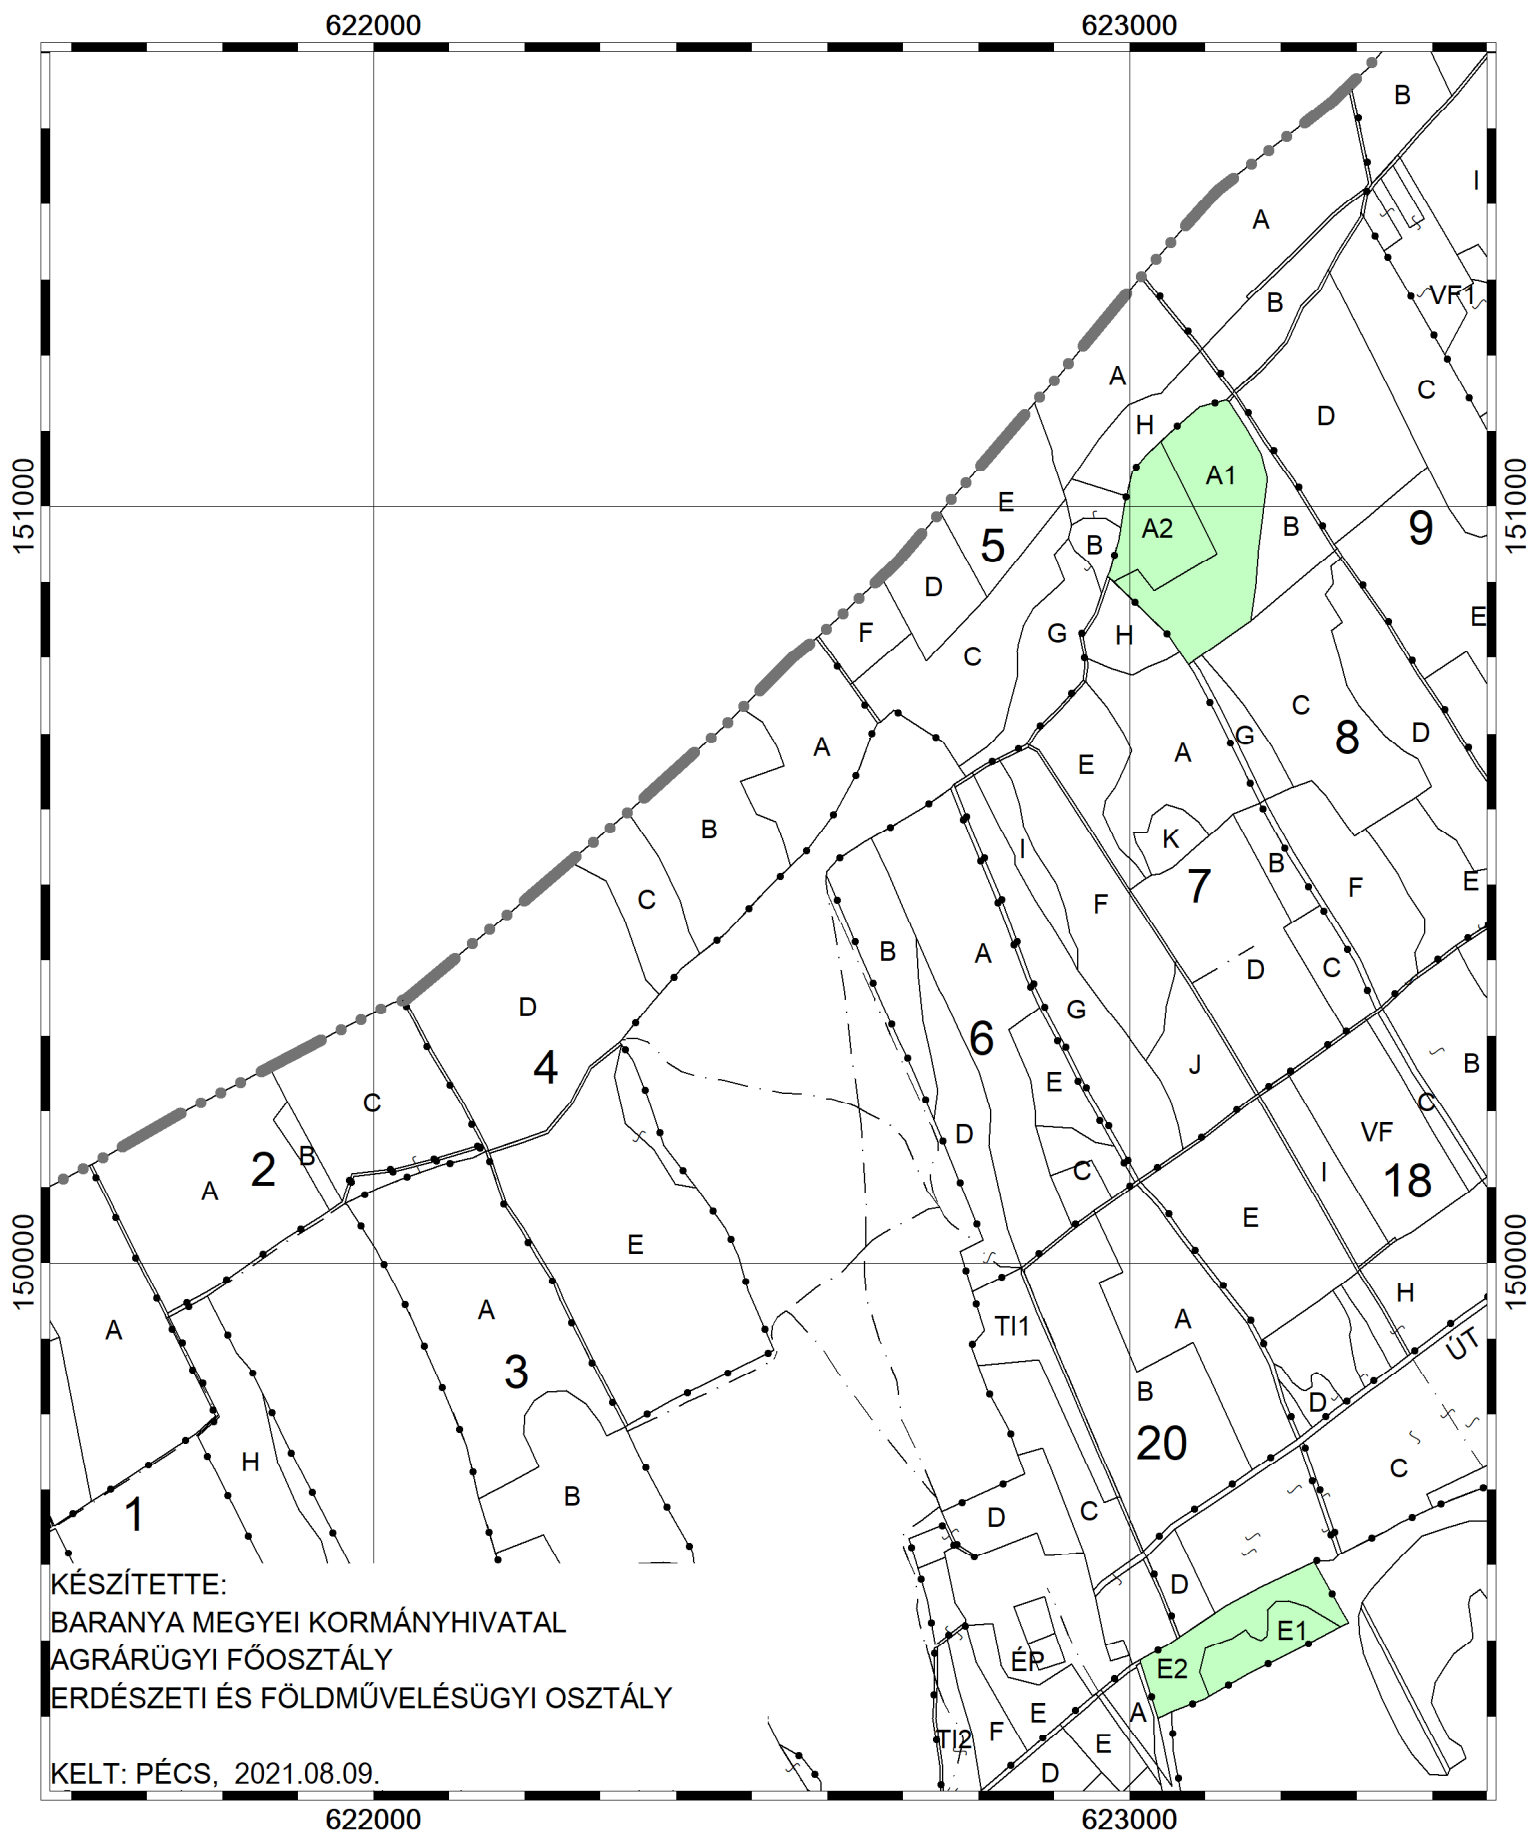 622000
623000
B
I
A
B
VF1
A
C
D
H
A1
151000
151000
E
A2
B
9
5
B
D
E
F
G
H
C
C
G
D
8
A
E
A
B
K
B
I
7
F
E
C
F
B
A
D
C
D
G
6
4
J
B
E
C
C
D
VF
2
B
C
I
18
A
E
E
150000
150000
H
A
TI1
A
A
ÚT
3
B
D
20
H
C
B
1
D
C
KÉSZÍTETTE:
D
BARANYA MEGYEI KORMÁNYHIVATAL
E1
AGRÁRÜGYI FŐOSZTÁLY
ÉP
E2
ERDÉSZETI ÉS FÖLDMŰVELÉSÜGYI OSZTÁLY
E
A
TI2
F
E
D
KELT: PÉCS, 2021.08.09.
622000
623000